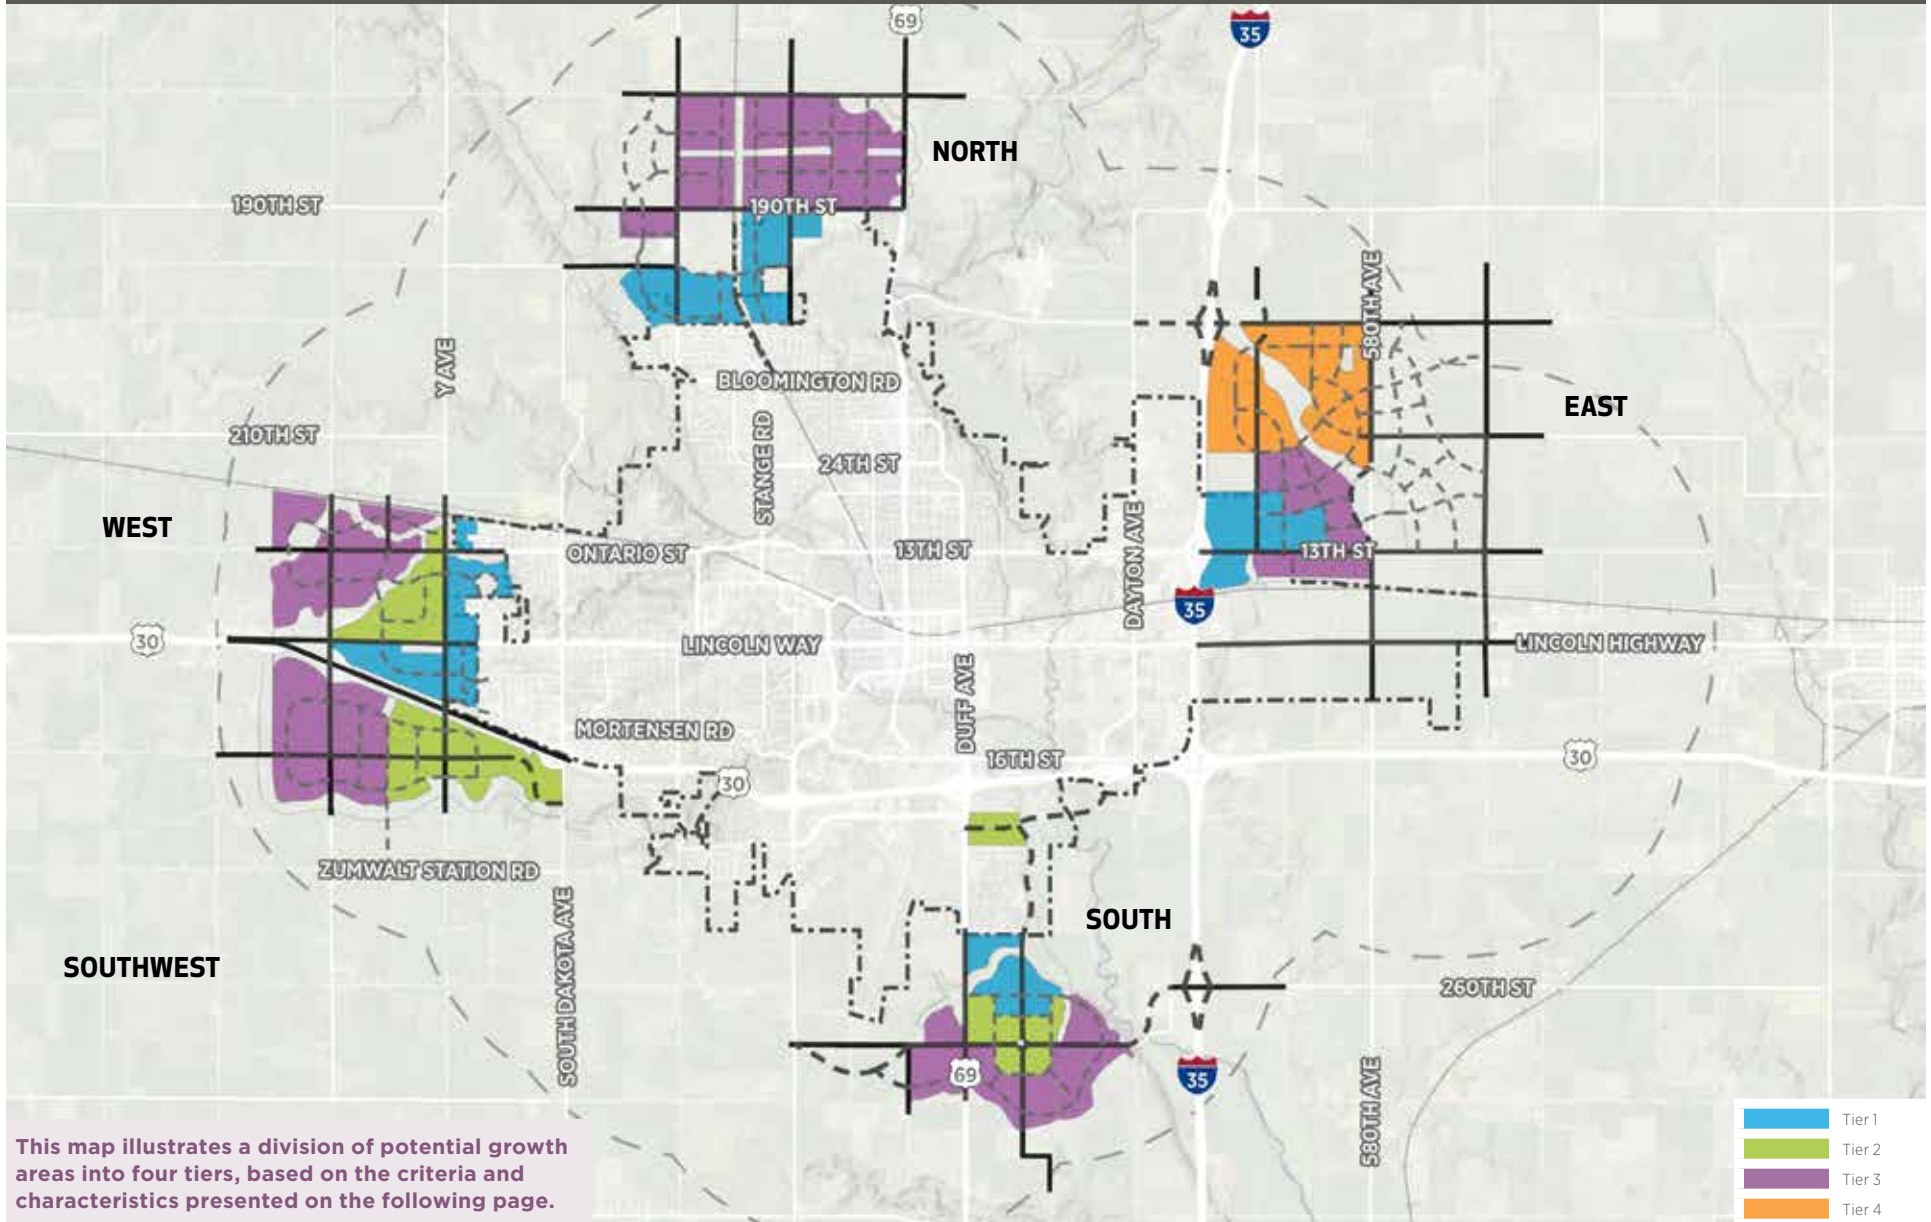 69
35
NORTH
190TH ST
190TH ST
580TH AVE
Y AVE
BLOOMINGTON RD
EAST
210TH ST
STANGE RD
24TH ST
WEST
ONTARIO ST
13TH ST
DAYTON AVE
13TH ST
35
30
LINCOLN WAY
LINCOLN HIGHWAY
DUFF AVE
MORTENSEN RD
16TH ST
30
30
ZUMWALT STATION RD
SOUTH
SOUTHWEST
SOUTH DAKOTA AVE
260TH ST
69
35
580TH AVE
This map illustrates a division of potential growth
areas into four tiers, based on the criteria and
characteristics presented on the following page.
Tier 1
Tier 2
Tier 3
Tier 4